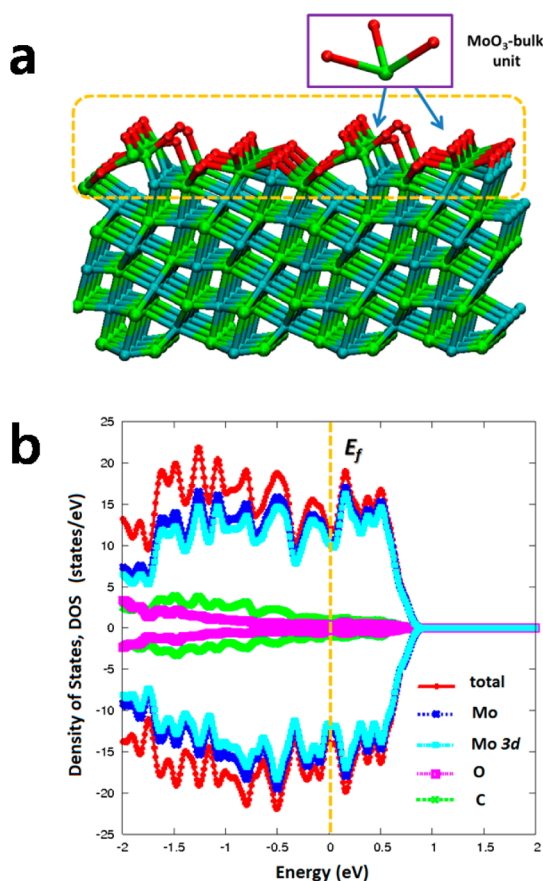 a
MoO₃-bulk
unit
b
E_f
Density of States, DOS (states/eV)
25
20
15
10
5
0
-5
-10
-15
-20
-25
total
Mo
Mo 3d
O
C
-2
-1.5
-1
-0.5
0
0.5
1
1.5
2
Energy (eV)